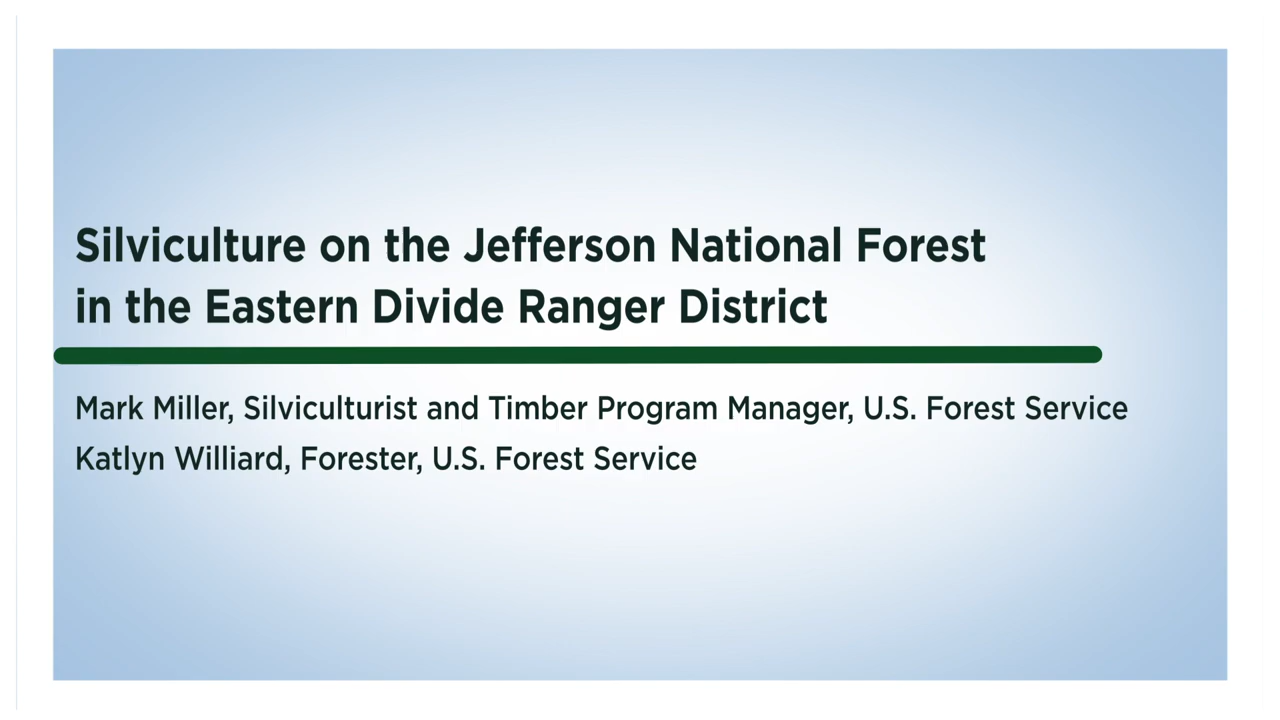 Silviculture on the Jefferson National Forest
in the Eastern Divide Ranger District
Mark Miller, Silviculturist and Timber Program Manager, U.S. Forest Service
Katlyn Williard, Forester, U.S. Forest Service